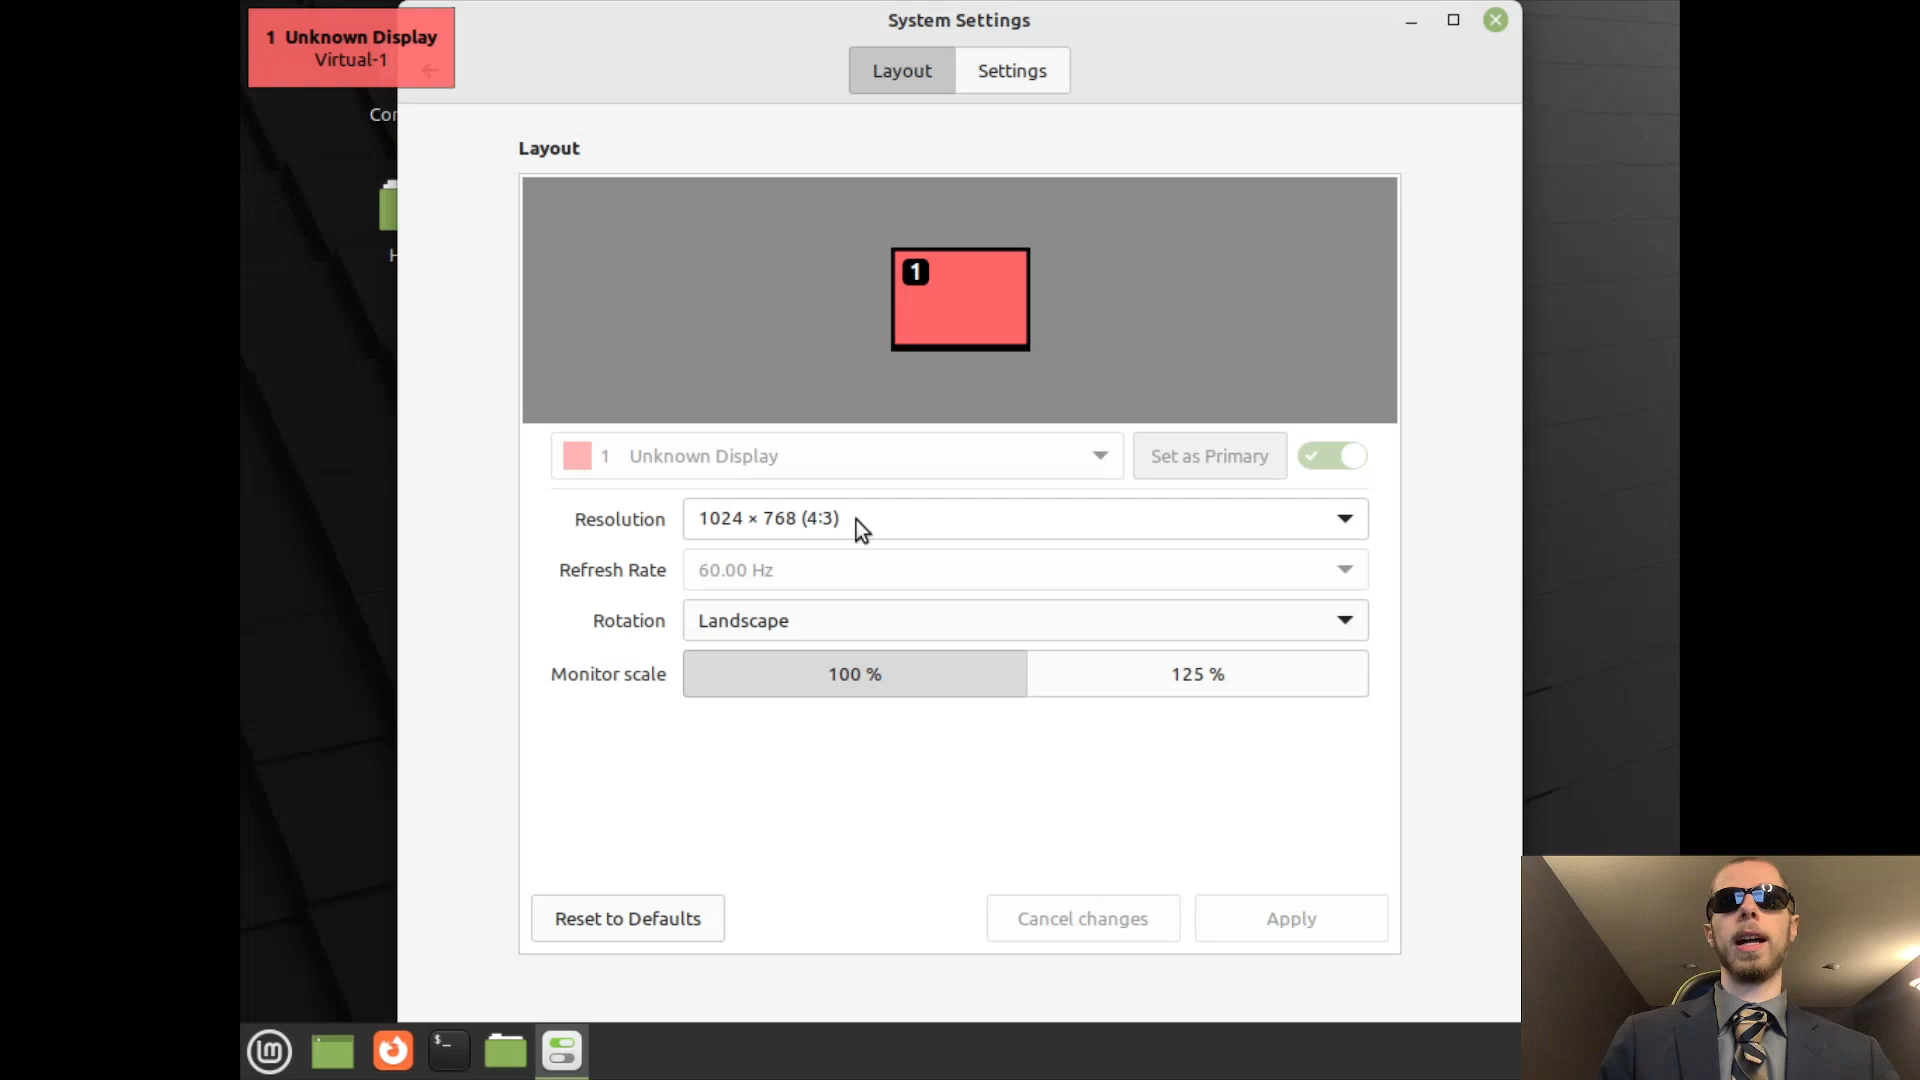 1 Unknown Display
Virtual-1
System Settings
Layout
Settings
Layout
1
1 Unknown Display
Set as Primary
Resolution
1024 × 768 (4:3)
Refresh Rate
60.00 Hz
Rotation
Landscape
Monitor scale
100 %
125 %
Reset to Defaults
Cancel changes
Apply
$_